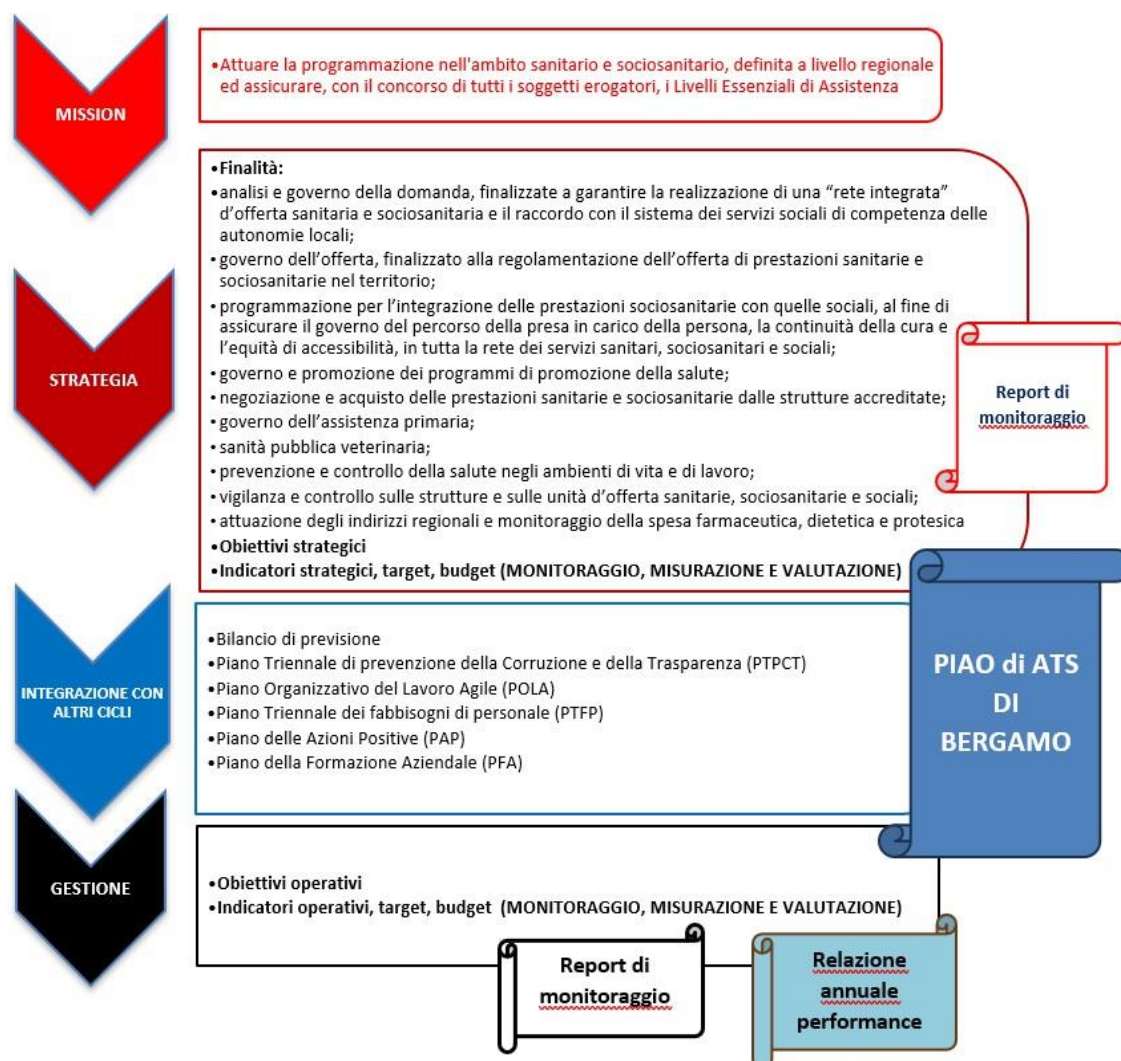 MISSION
•Attuare la programmazione nell'ambito sanitario e sociosanitario, definita a livello regionale
ed assicurare, con il concorso di tutti i soggetti erogatori, i Livelli Essenziali di Assistenza
STRATEGIA
•Finalità:
•analisi e governo della domanda, finalizzate a garantire la realizzazione di una “rete integrata”
d’offerta sanitaria e sociosanitaria e il raccordo con il sistema dei servizi sociali di competenza delle
autonomie locali;
•governo dell’offerta, finalizzato alla regolamentazione dell’offerta di prestazioni sanitarie e
sociosanitarie nel territorio;
•programmazione per l’integrazione delle prestazioni sociosanitarie con quelle sociali, al fine di
assicurare il governo del percorso della presa in carico della persona, la continuità della cura e
l’equità di accessibilità, in tutta la rete dei servizi sanitari, sociosanitari e sociali;
•governo e promozione dei programmi di promozione della salute;
•negoziazione e acquisto delle prestazioni sanitarie e sociosanitarie dalle strutture accreditate;
•governo dell’assistenza primaria;
•sanità pubblica veterinaria;
•prevenzione e controllo della salute negli ambienti di vita e di lavoro;
•vigilanza e controllo sulle strutture e sulle unità d’offerta sanitarie, sociosanitarie e sociali;
•attuazione degli indirizzi regionali e monitoraggio della spesa farmaceutica, dietetica e protesica
•Obiettivi strategici
•Indicatori strategici, target, budget (MONITORAGGIO, MISURAZIONE E VALUTAZIONE)
Report di
monitoraggio
INTEGRAZIONE CON
ALTRI CICLI
•Bilancio di previsione
•Piano Triennale di prevenzione della Corruzione e della Trasparenza (PTPCT)
•Piano Organizzativo del Lavoro Agile (POLA)
•Piano Triennale dei fabbisogni di personale (PTFP)
•Piano delle Azioni Positive (PAP)
•Piano della Formazione Aziendale (PFA)
PIAO di ATS
DI
BERGAMO
GESTIONE
•Obiettivi operativi
•Indicatori operativi, target, budget (MONITORAGGIO, MISURAZIONE E VALUTAZIONE)
Report di
monitoraggio
Relazione
annuale
performance